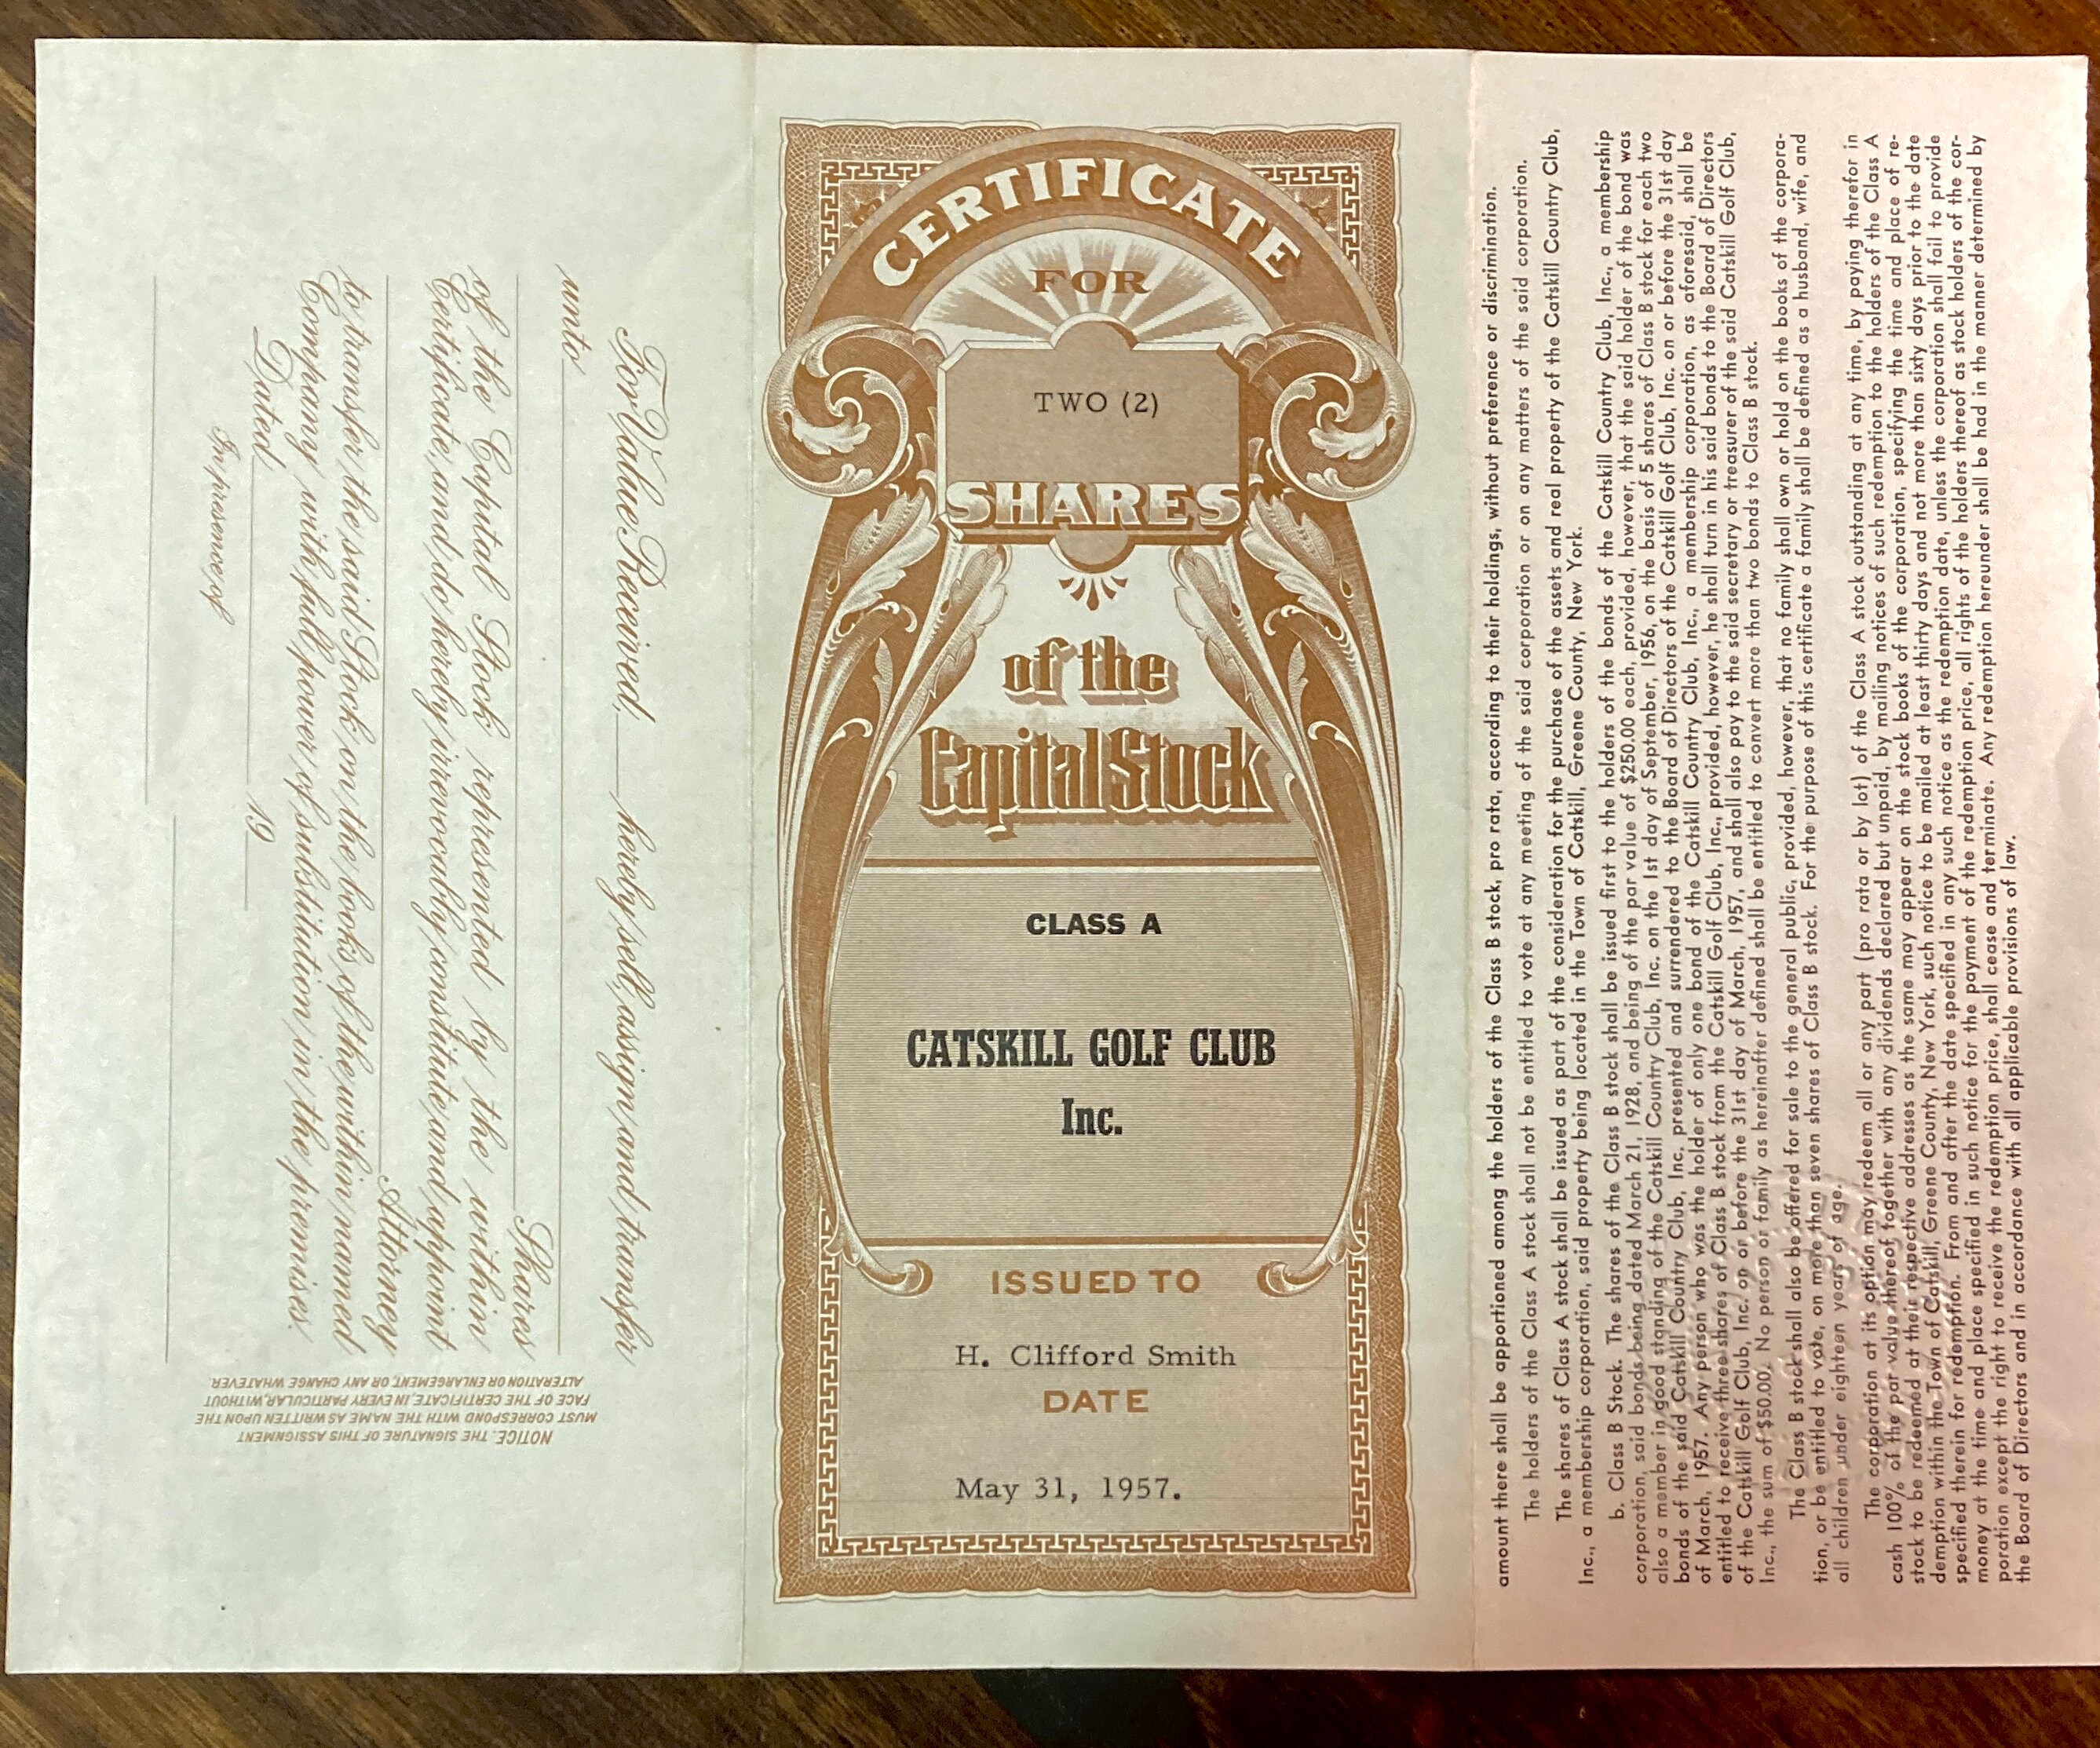 For Value Received, hereby sell, assign and transfer
unto
Shares
of the Capital Stock represented by the within
Certificate, and do hereby irrevocably constitute and appoint
Attorney
to transfer the said Stock on the books of the within named
Company with full power of substitution in the premises.
Dated 19
In presence of
NOTICE. THE SIGNATURE OF THIS ASSIGNMENT
MUST CORRESPOND WITH THE NAME AS WRITTEN UPON THE
FACE OF THE CERTIFICATE, IN EVERY PARTICULAR, WITHOUT
ALTERATION OR ENLARGEMENT, OR ANY CHANGE WHATEVER.
CERTIFICATE
FOR
TWO (2)
SHARES
of the
Capital Stock
CLASS A
CATSKILL GOLF CLUB
Inc.
ISSUED TO
H. Clifford Smith
DATE
May 31, 1957.
amount there shall be apportioned among the holders of the Class B stock, pro rata, according to their holdings, without preference or discrimination.
The holders of the Class A stock shall not be entitled to vote at any meeting of the said corporation or on any matters of the said corporation.
The shares of Class A stock shall be issued as part of the consideration for the purchase of the assets and real property of the Catskill Country Club,
Inc., a membership corporation, said property being located in the Town of Catskill, Greene County, New York.
b. Class B Stock. The shares of the Class B stock shall be issued first to the holders of the bonds of the Catskill Country Club, Inc., a membership
corporation, said bonds being dated March 21, 1928, and being of the par value of $250.00 each, provided, however, that the said holder of the bond was
also a member in good standing of the Catskill Country Club, Inc. on the 1st day of September, 1956, on the basis of 5 shares of Class B stock for each two
bonds of the said Catskill Country Club, Inc. presented and surrendered to the Board of Directors of the Catskill Golf Club, Inc. on or before the 31st day
of March, 1957. Any person who was the holder of only one bond of the Catskill Country Club, Inc., a membership corporation, as aforesaid, shall be
entitled to receive three shares of Class B stock from the Catskill Golf Club, Inc., provided, however, he shall turn in his said bonds to the Board of Directors
of the Catskill Golf Club, Inc. on or before the 31st day of March, 1957, and shall also pay to the said secretary or treasurer of the said Catskill Golf Club,
Inc., the sum of $50.00. No person or family as hereinafter defined shall be entitled to convert more than two bonds to Class B stock.
The Class B stock shall also be offered for sale to the general public, provided, however, that no family shall own or hold on the books of the corpora-
tion, or be entitled to vote, on more than seven shares of Class B stock. For the purpose of this certificate a family shall be defined as a husband, wife, and
all children under eighteen years of age.
The corporation at its option may redeem all or any part (pro rata or by lot) of the Class A stock outstanding at any time, by paying therefor in
cash 100% of the par value thereof together with any dividends declared but unpaid, by mailing notices of such redemption to the holders of the Class A
stock to be redeemed at their respective addresses as the same may appear on the stock books of the corporation, specifying the time and place of re-
demption within the Town of Catskill, Greene County, New York, such notice to be mailed at least thirty days and not more than sixty days prior to the date
specified therein for redemption. From and after the date specified in any such notice as the redemption date, unless the corporation shall fail to provide
money at the time and place specified in such notice for the payment of the redemption price, all rights of the holders thereof as stock holders of the cor-
poration except the right to receive the redemption price, shall cease and terminate. Any redemption hereunder shall be had in the manner determined by
the Board of Directors and in accordance with all applicable provisions of law.